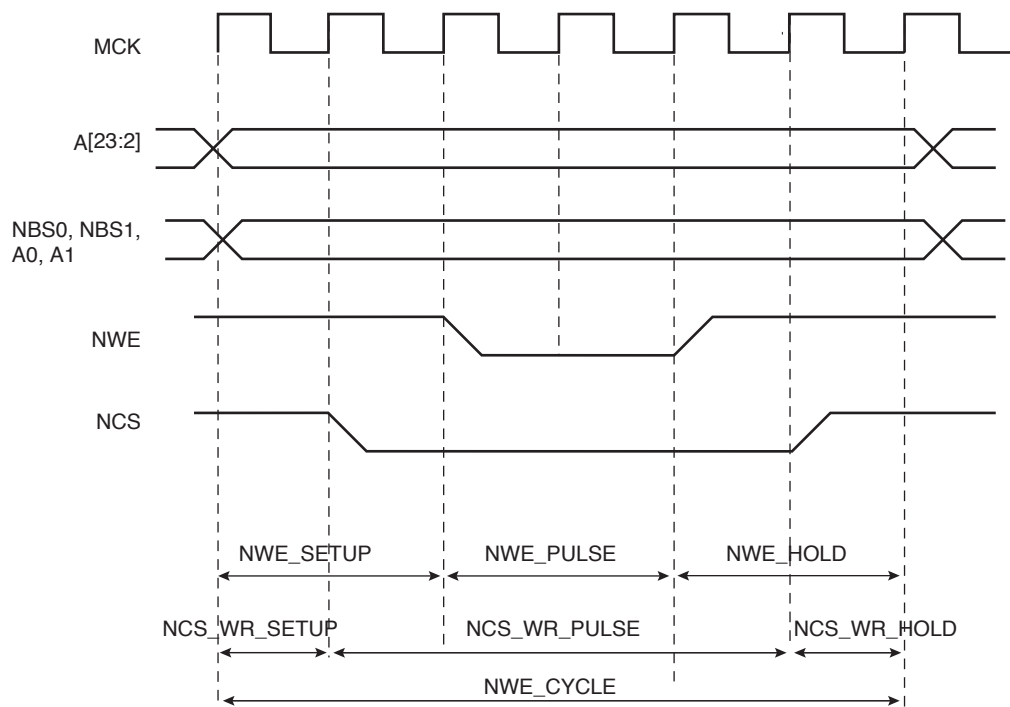 MCK
A[23:2]
NBS0, NBS1,
A0, A1
NWE
NCS
NWE_SETUP NWE_PULSE NWE_HOLD
NCS_WR_SETUP NCS_WR_PULSE NCS_WR_HOLD
NWE_CYCLE